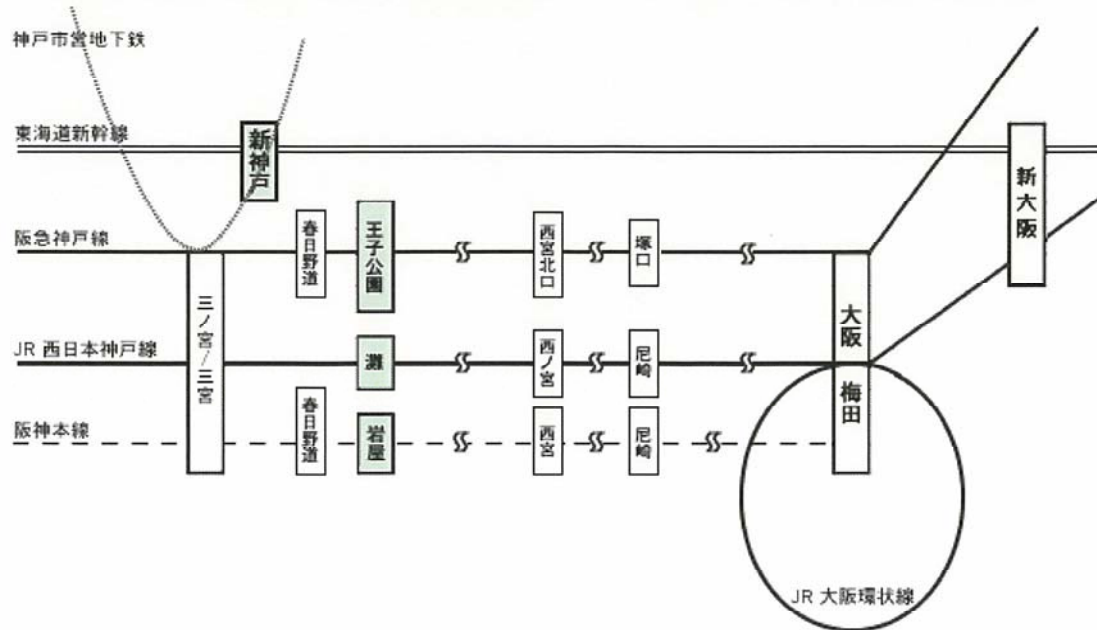 神戸市営地下鉄
東海道新幹線
新神戸
新大阪
阪急神戸線
春日野道
王子公園
西宮北口
塚口
三ノ宮/三宮
大阪
梅田
JR 西日本神戸線
灘
西ノ宮
尼崎
阪神本線
春日野道
岩屋
西宮
尼崎
JR 大阪環状線